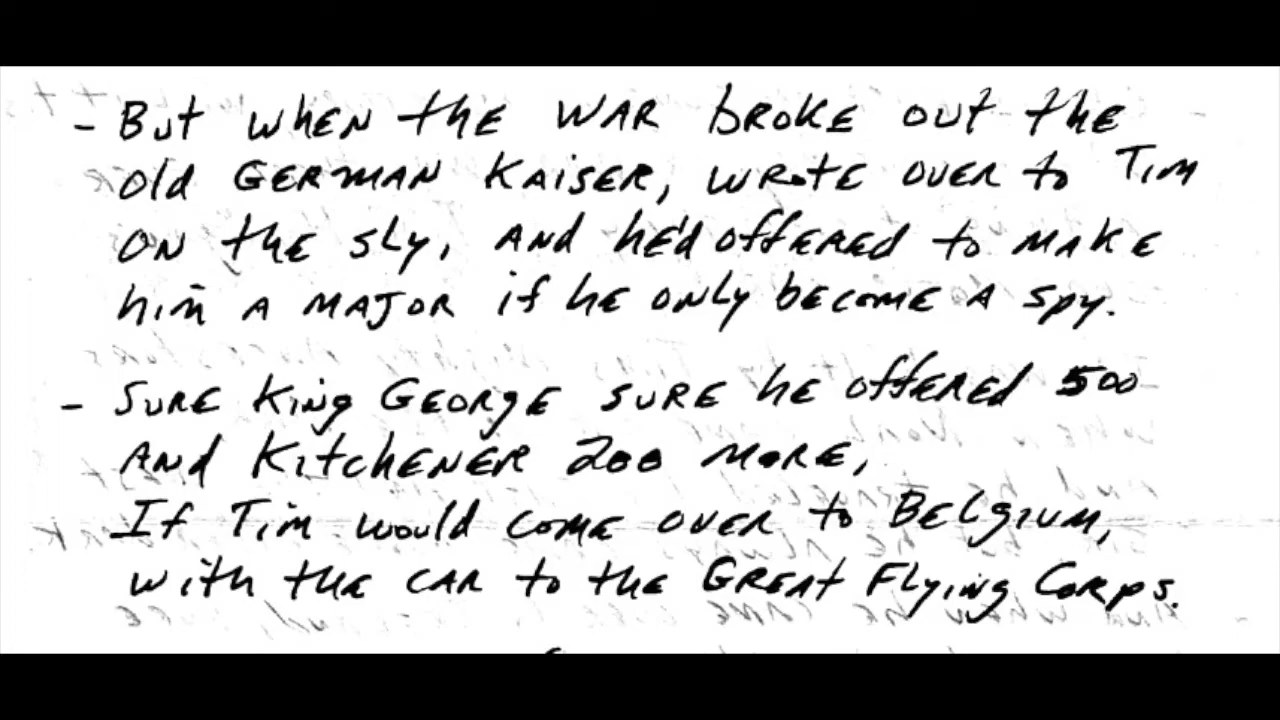 - But when the war broke out the
old German Kaiser, wrote over to Tim
on the sly, and he'd offered to make
him a major if he only become a spy.
- Sure King George sure he offered 500
and Kitchener 200 more,
If Tim would come over to Belgium,
with the car to the Great Flying Corps.